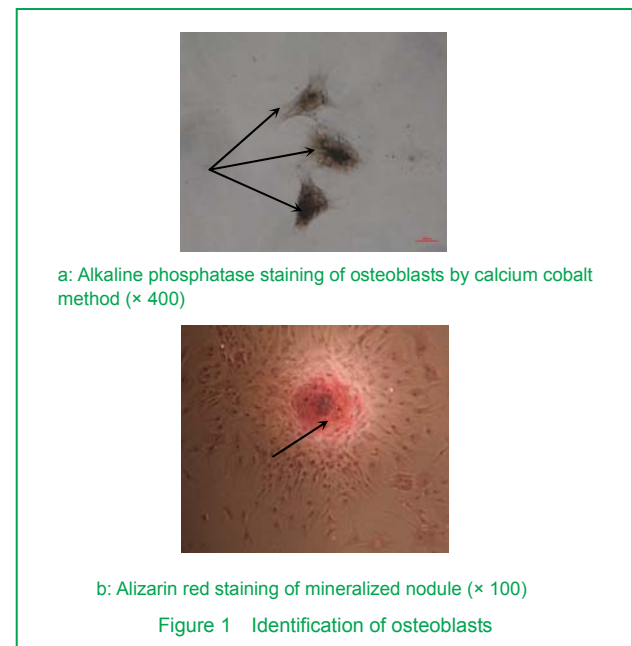 a: Alkaline phosphatase staining of osteoblasts by calcium cobalt
method (× 400)
b: Alizarin red staining of mineralized nodule (× 100)
Figure 1 Identification of osteoblasts